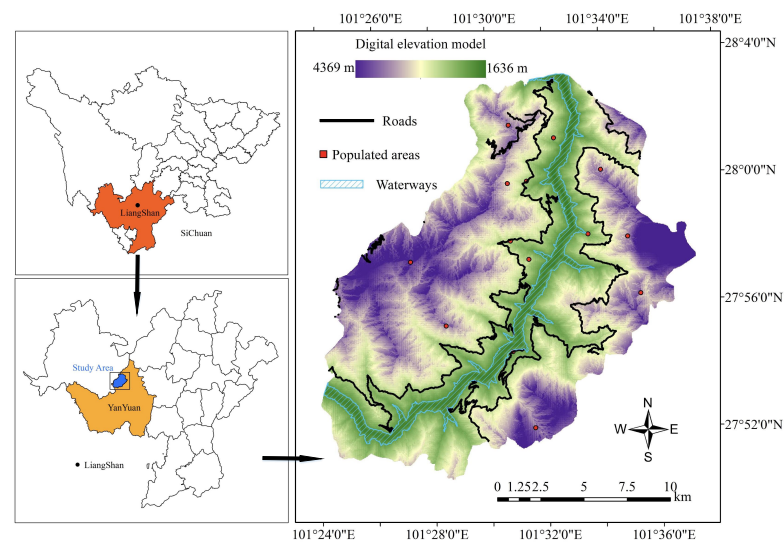 101°26'0"E 101°30'0"E 101°34'0"E 101°38'0"E
Digital elevation model
4369 m 1636 m
Roads
Populated areas
Waterways
28°4'0"N
28°00'0"N
27°56'0"N
27°52'0"N
LiangShan
SiChuan
Study Area
YanYuan
LiangShan
N
W E
S
0 1.25 2.5 5 7.5 10
km
101°24'0"E 101°28'0"E 101°32'0"E 101°36'0"E